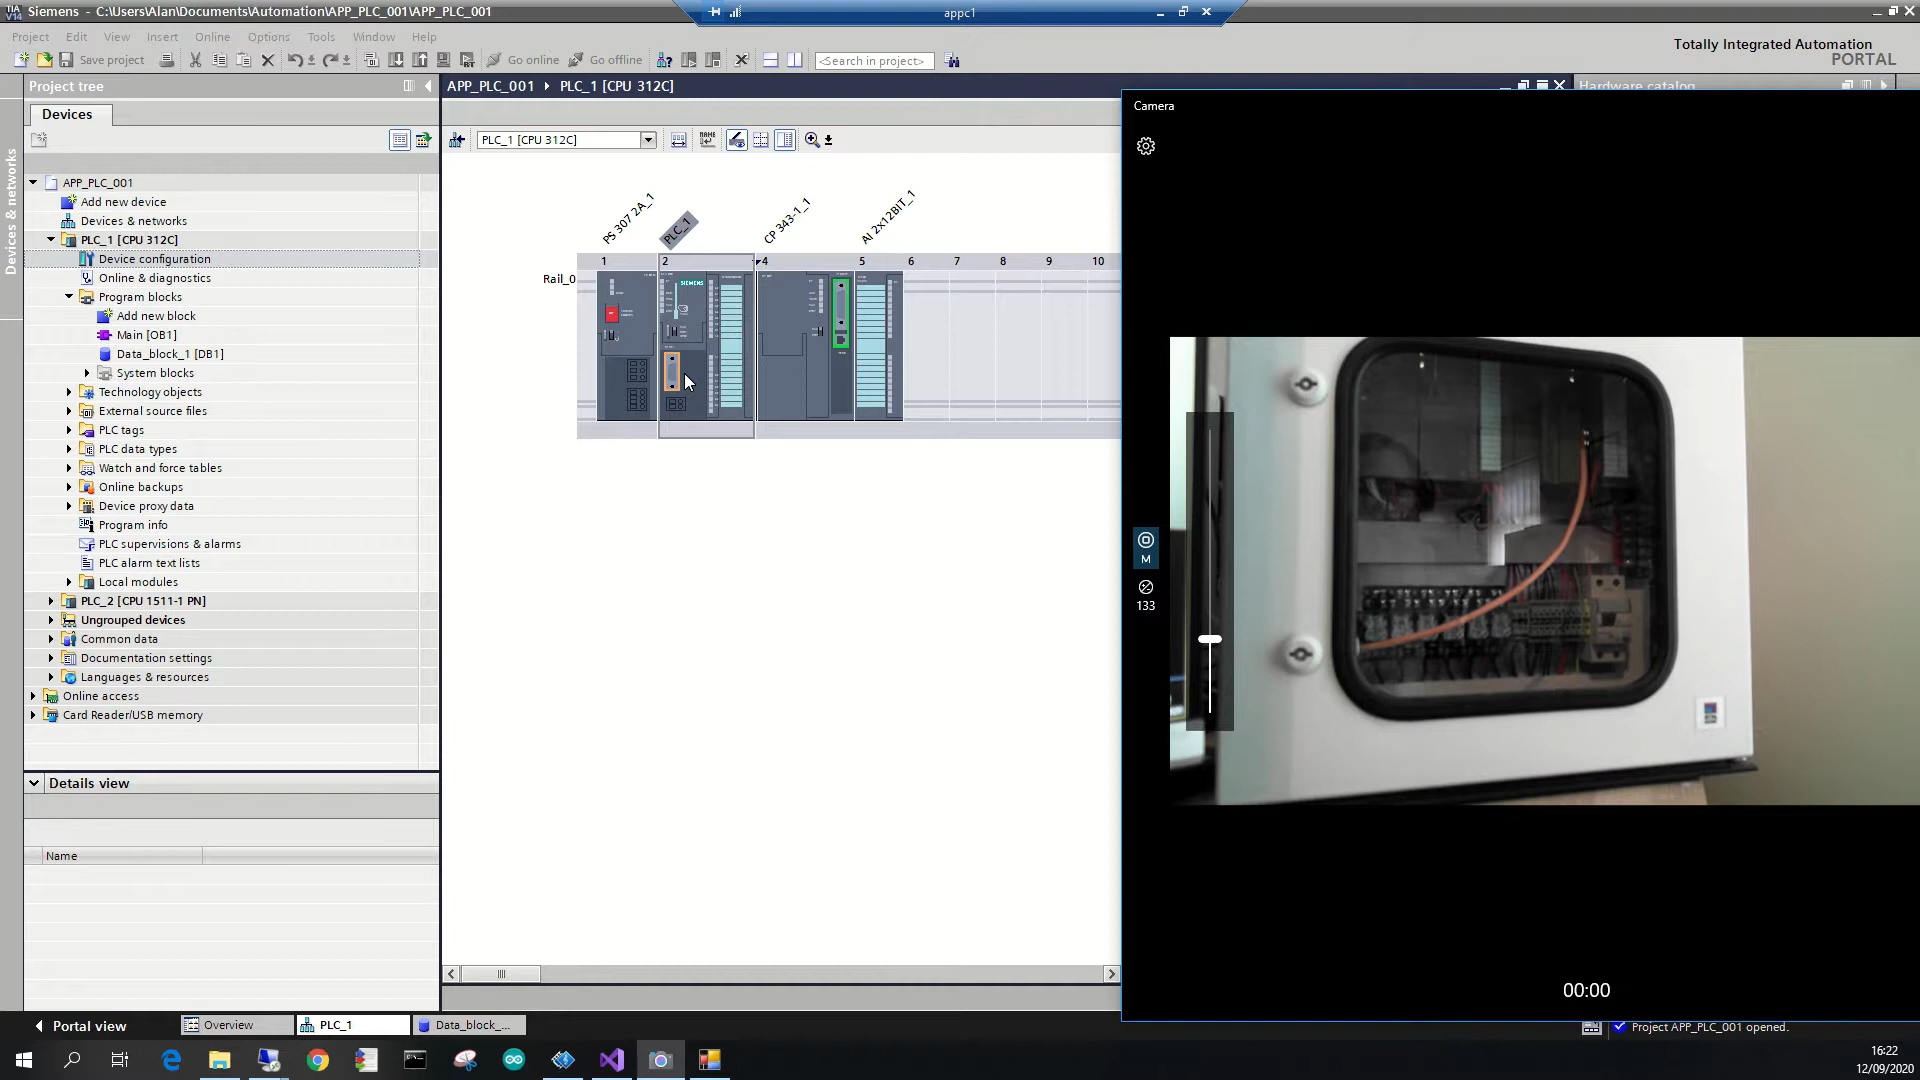 TIA
V14
Siemens - C:\Users\Alan\Documents\Automation\APP_PLC_001\APP_PLC_001
appc1
Project Edit View Insert Online Options Tools Window Help
Save project
Go online
Go offline
<Search in project>
Totally Integrated Automation
PORTAL
Project tree
APP_PLC_001 PLC_1 [CPU 312C]
Hardware catalog
Devices
Camera
PLC_1 [CPU 312C]
Devices & networks
APP_PLC_001
Add new device
Devices & networks
PLC_1 [CPU 312C]
Device configuration
Online & diagnostics
Program blocks
Add new block
Main [OB1]
Data_block_1 [DB1]
System blocks
Technology objects
External source files
PLC tags
PLC data types
Watch and force tables
Online backups
Device proxy data
Program info
PLC supervisions & alarms
PLC alarm text lists
Local modules
PLC_2 [CPU 1511-1 PN]
Ungrouped devices
Common data
Documentation settings
Languages & resources
Online access
Card Reader/USB memory
PS 307 2A_1
PLC_1
CP 343-1_1
AI 2x12BIT_1
1 2 4 5 6 7 8 9 10
Rail_0
SIEMENS
M
133
00:00
Details view
Name
Portal view
Overview
PLC_1
Data_block_...
Project APP_PLC_001 opened.
16:22
12/09/2020